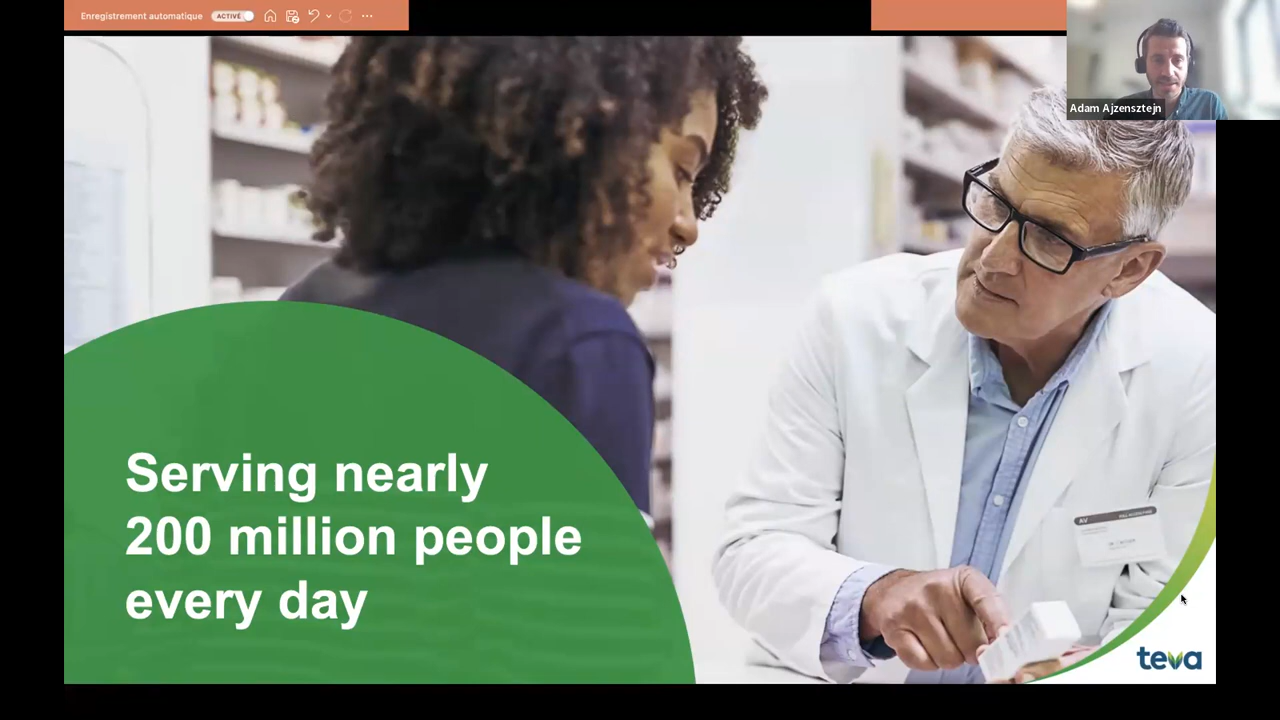 Enregistrement automatique
ACTIVÉ
Adam Ajzensztejn
Serving nearly
200 million people
every day
teva